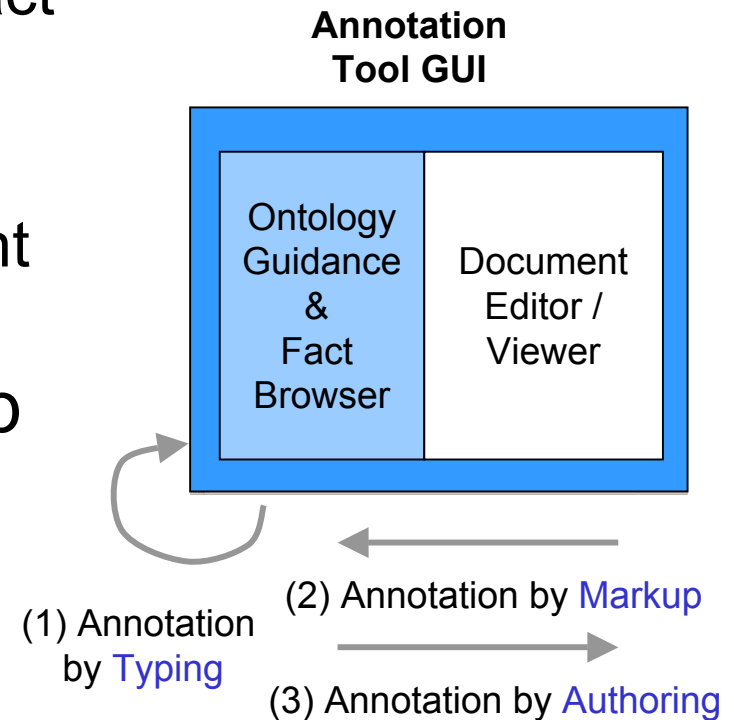 Annotation
Tool GUI
Ontology
Guidance
&
Fact
Browser
Document
Editor /
Viewer
(2) Annotation by Markup
(1) Annotation
by Typing
(3) Annotation by Authoring